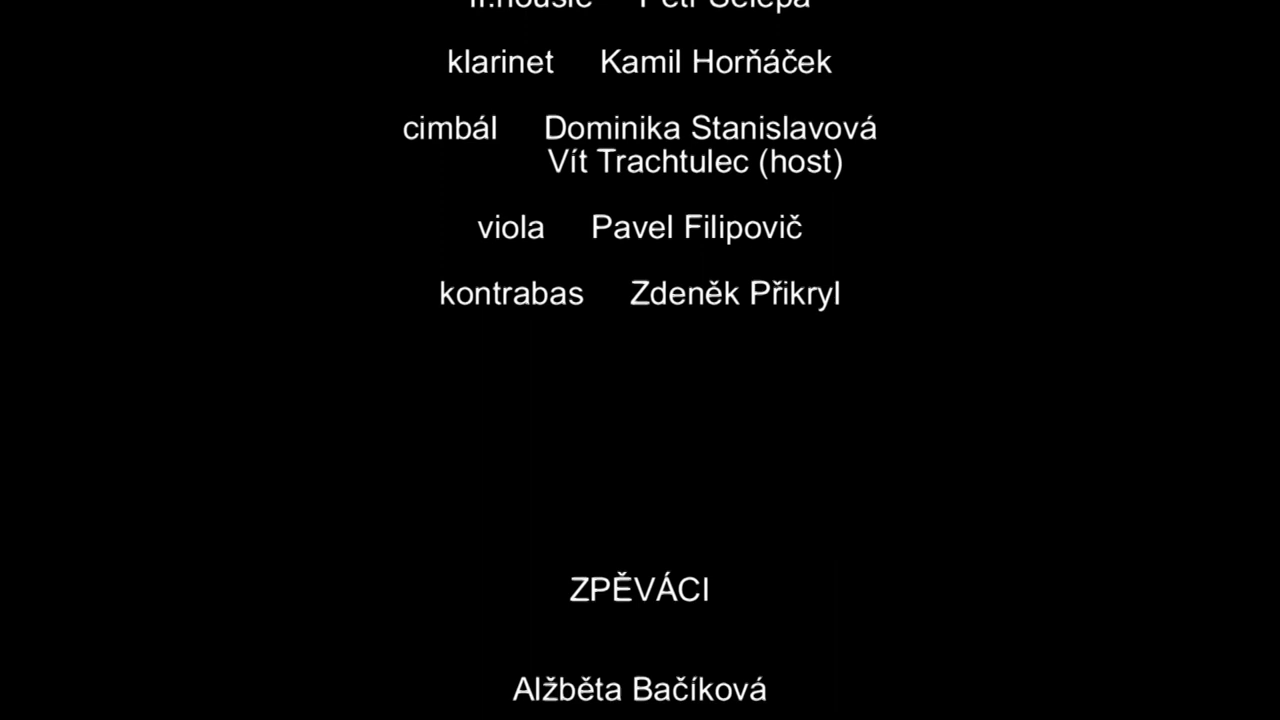 klarinet Kamil Horňáček
cimbál Dominika Stanislavová
Vít Trachtulec (host)
viola Pavel Filipovič
kontrabas Zdeněk Přikryl
ZPĚVÁCI
Alžběta Bačíková